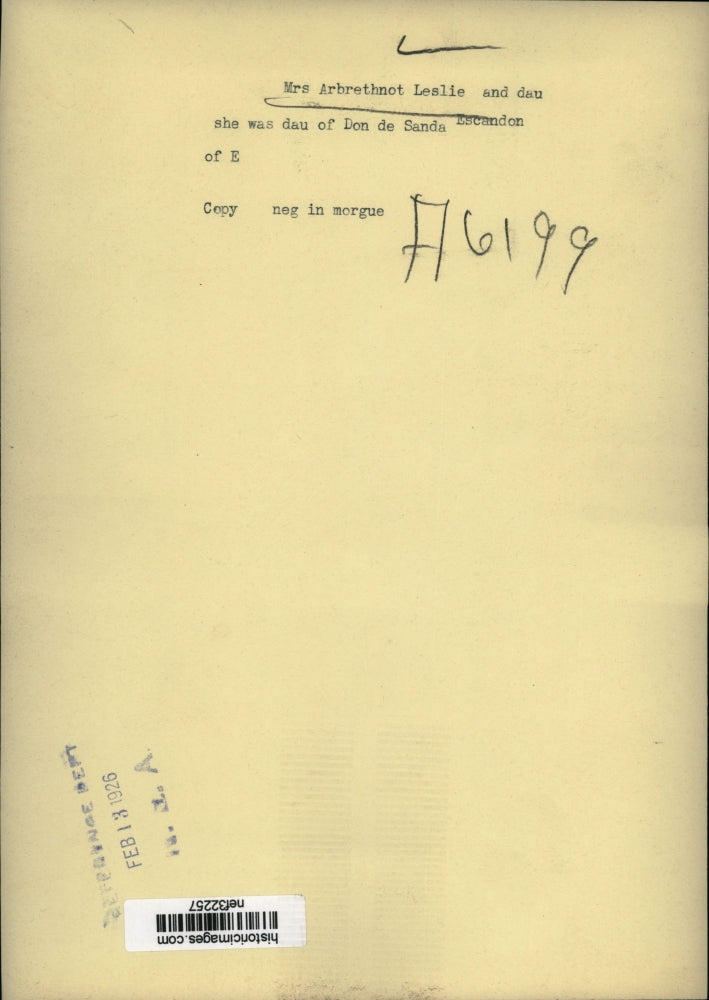 Mrs Arbrethnot Leslie and dau
she was dau of Don de Sanda Escandon
of E
Copy neg in morgue
A6199
REFERENCE DEPT
FEB 13 1926
N. E. A.
historicimages.com
nef32257